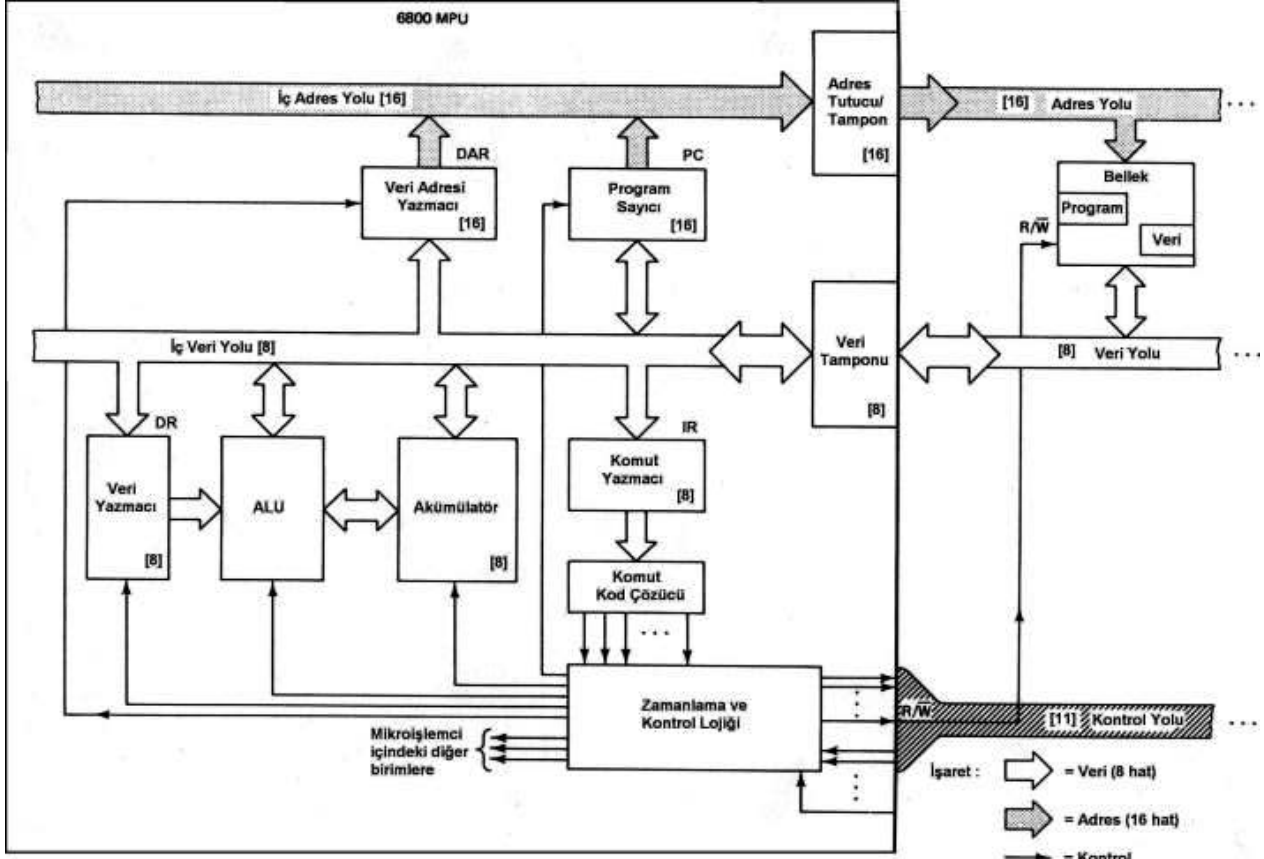 6800 MPU
İç Adres Yolu [16]
Adres
Tutucu/
Tampon
[16]
[16] Adres Yolu
...
DAR
Veri Adresi
Yazmacı
[16]
PC
Program
Sayıcı
[16]
Bellek
Program
Veri
R/W̅
İç Veri Yolu [8]
Veri
Tamponu
[8]
[8] Veri Yolu
...
DR
Veri
Yazmacı
[8]
ALU
Akümülatör
[8]
IR
Komut
Yazmacı
[8]
Komut
Kod Çözücü
...
Zamanlama ve
Kontrol Lojiği
R/W̅
[11] Kontrol Yolu
...
Mikroişlemci
içindeki diğer
birimlere
İşaret :
= Veri (8 hat)
= Adres (16 hat)
= Kontrol